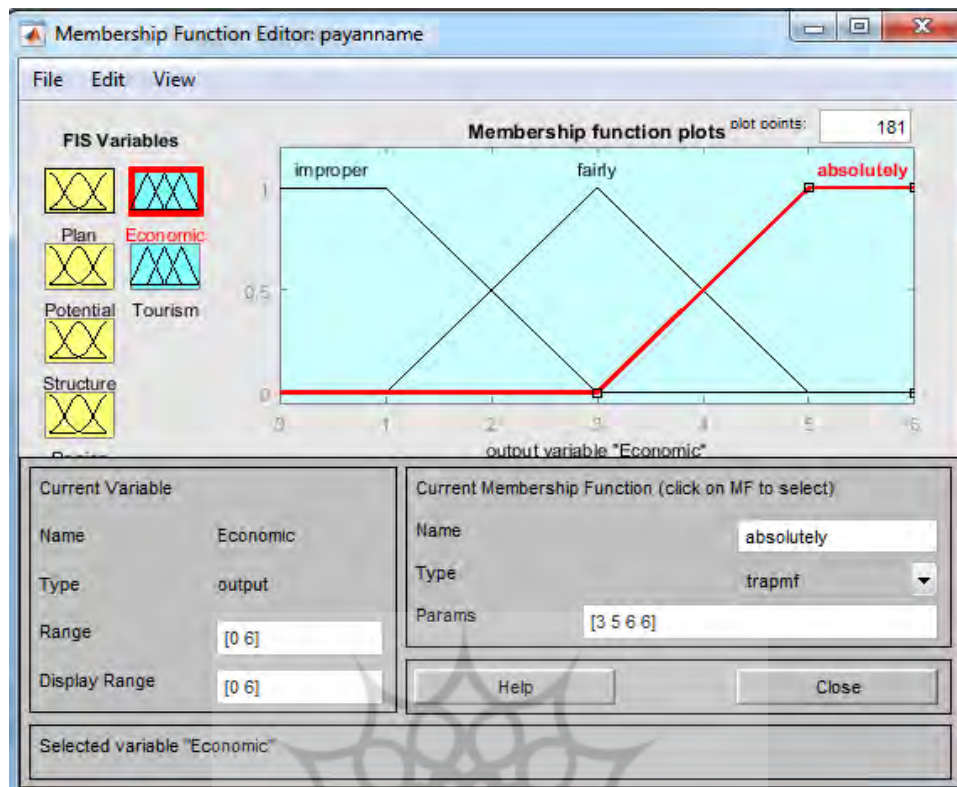 Membership Function Editor: payanname
File Edit View
FIS Variables
Plan
Economic
Potential
Tourism
Structure
Membership function plots
plot points:
181
improper
fairly
absolutely
1
0.5
0
0 1 2 3 4 5 6
output variable "Economic"
Current Variable
Name Economic
Type output
Range [0 6]
Display Range [0 6]
Current Membership Function (click on MF to select)
Name absolutely
Type trapmf
Params [3 5 6 6]
Help Close
Selected variable "Economic"